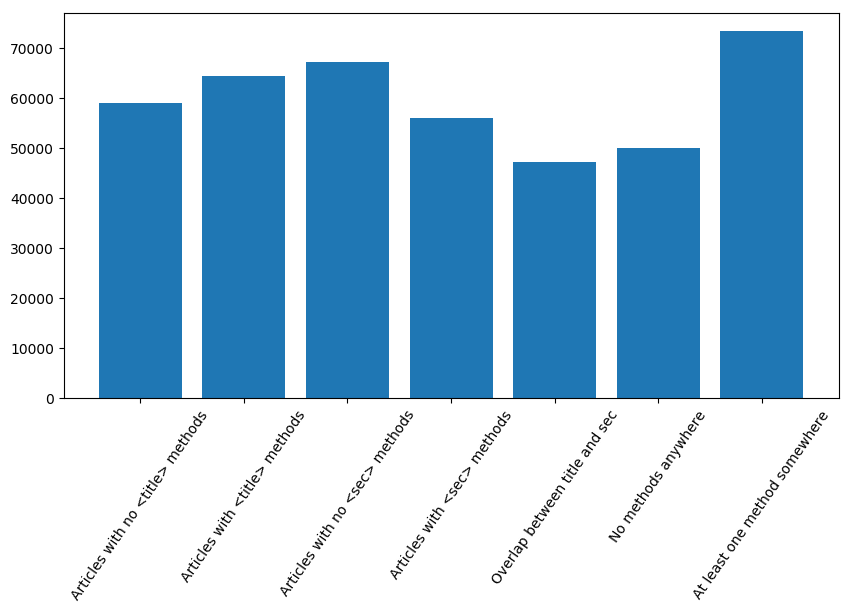 70000
60000
50000
40000
30000
20000
10000
0
Articles with no <title> methods
Articles with <title> methods
Articles with no <sec> methods
Articles with <sec> methods
Overlap between title and sec
No methods anywhere
At least one method somewhere